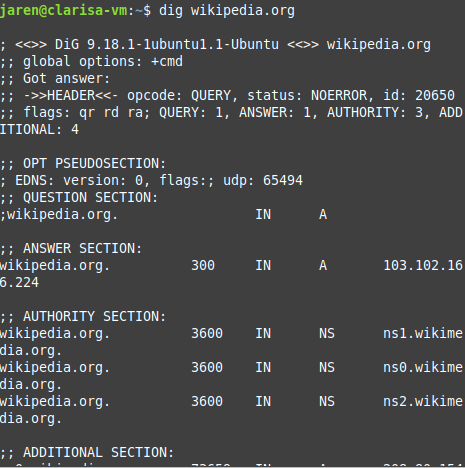 jaren@clarisa-vm:~$ dig wikipedia.org
; <<>> DiG 9.18.1-1ubuntu1.1-Ubuntu <<>> wikipedia.org
;; global options: +cmd
;; Got answer:
;; ->>HEADER<<- opcode: QUERY, status: NOERROR, id: 20650
;; flags: qr rd ra; QUERY: 1, ANSWER: 1, AUTHORITY: 3, ADD
ITIONAL: 4
;; OPT PSEUDOSECTION:
; EDNS: version: 0, flags:; udp: 65494
;; QUESTION SECTION:
;wikipedia.org. IN A
;; ANSWER SECTION:
wikipedia.org. 300 IN A 103.102.16
6.224
;; AUTHORITY SECTION:
wikipedia.org. 3600 IN NS ns1.wikime
dia.org.
wikipedia.org. 3600 IN NS ns0.wikime
dia.org.
wikipedia.org. 3600 IN NS ns2.wikime
dia.org.
;; ADDITIONAL SECTION: